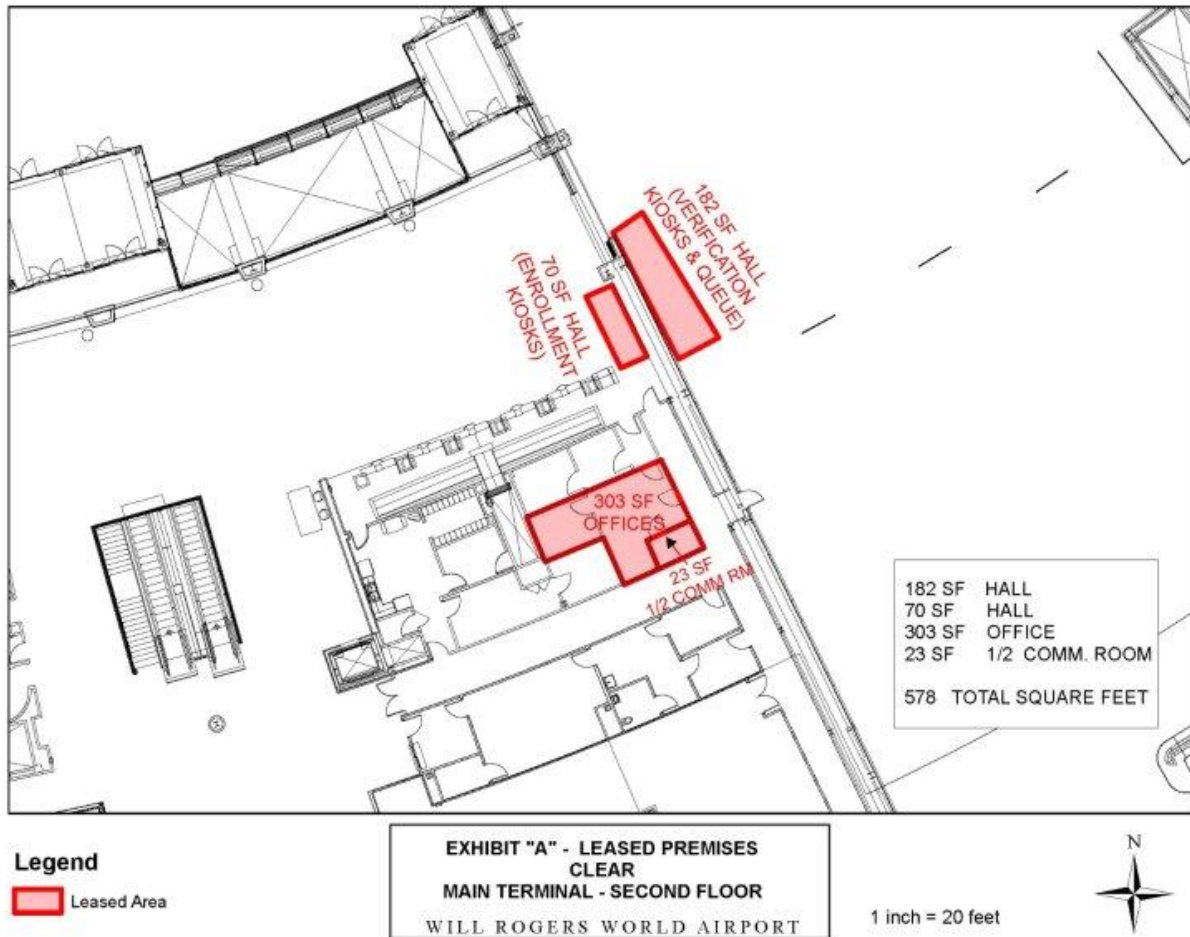 182 SF HALL
(VERIFICATION
KIOSKS & QUEUE)
70 SF HALL
(ENROLLMENT
KIOSKS)
303 SF
OFFICES
23 SF
1/2 COMM RM
182 SF HALL
70 SF HALL
303 SF OFFICE
23 SF 1/2 COMM. ROOM
578 TOTAL SQUARE FEET
Legend
Leased Area
EXHIBIT "A" - LEASED PREMISES
CLEAR
MAIN TERMINAL - SECOND FLOOR
WILL ROGERS WORLD AIRPORT
1 inch = 20 feet
N